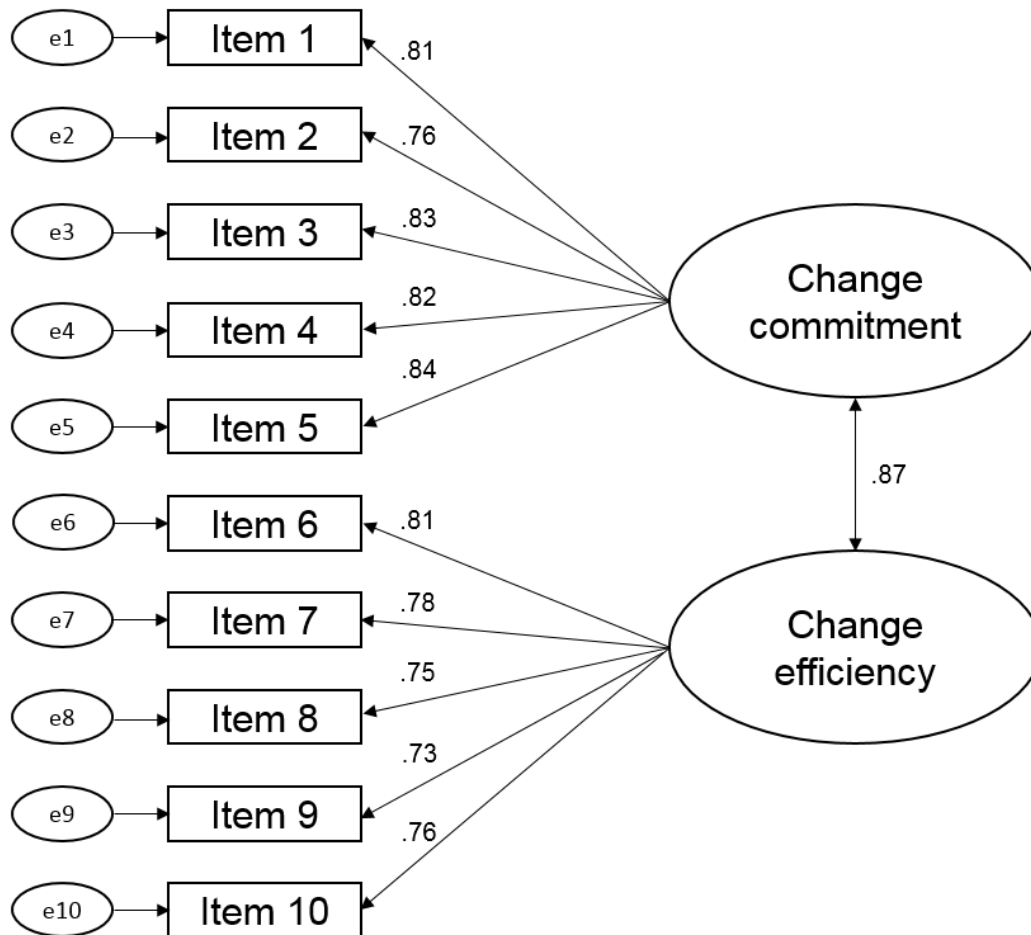 e1
Item 1
.81
e2
Item 2
.76
e3
Item 3
.83
e4
Item 4
.82
e5
Item 5
.84
Change
commitment
.87
e6
Item 6
.81
e7
Item 7
.78
e8
Item 8
.75
e9
Item 9
.73
e10
Item 10
.76
Change
efficiency